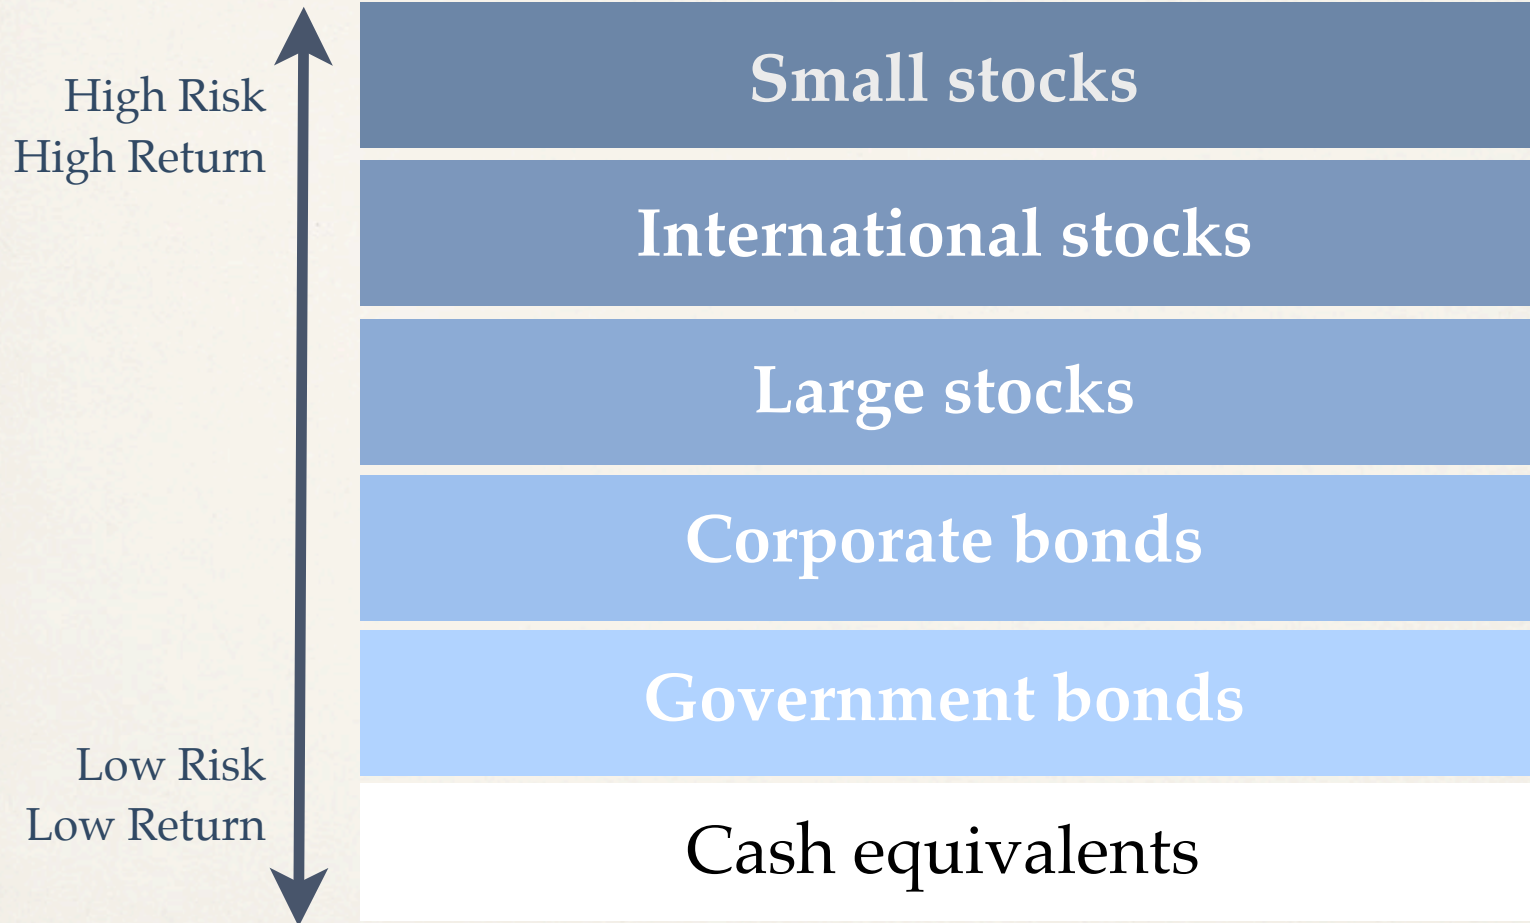 High Risk
High Return
Small stocks
International stocks
Large stocks
Corporate bonds
Government bonds
Low Risk
Low Return
Cash equivalents